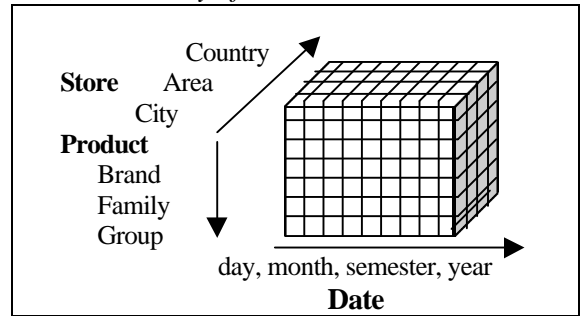 Country
Store Area
City
Product
Brand
Family
Group
day, month, semester, year
Date